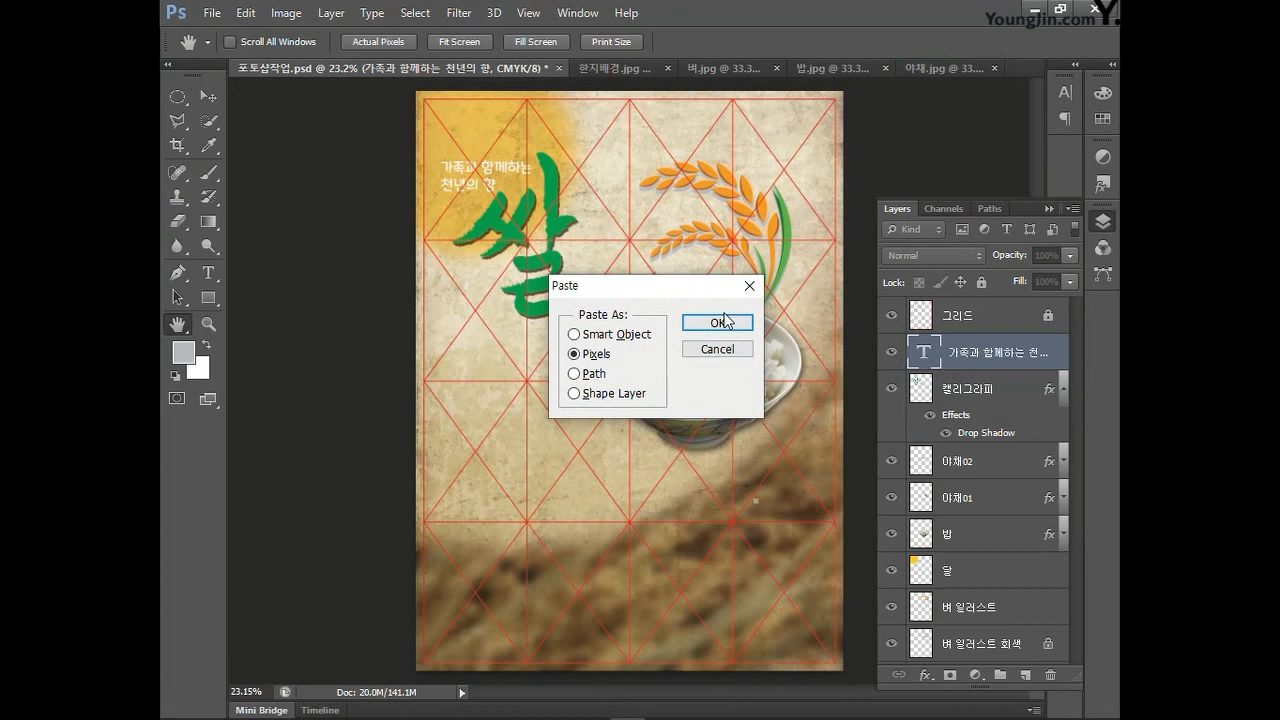 Ps File Edit Image Layer Type Select Filter 3D View Window Help
YoungJin.com Y.
Scroll All Windows Actual Pixels Fit Screen Fill Screen Print Size
포토샵작업.psd @ 23.2% (가족과 함께하는 천년의 향, CMYK/8) * × 한지배경.jpg ... × 벼.jpg @ 33.3... × 밥.jpg @ 33.3... × 야채.jpg @ 33.... ×
가족과 함께하는
천년의 향
쌀
Paste
Paste As:
Smart Object
Pixels
Path
Shape Layer
OK
Cancel
Layers Channels Paths
Kind
Normal Opacity: 100%
Lock: Fill: 100%
그리드
T 가족과 함께하는 천...
캘리그라피 fx
Effects
Drop Shadow
야채02 fx
야채01 fx
밥 fx
달
벼 일러스트
벼 일러스트 회색
23.15% Doc: 20.0M/141.1M
Mini Bridge Timeline